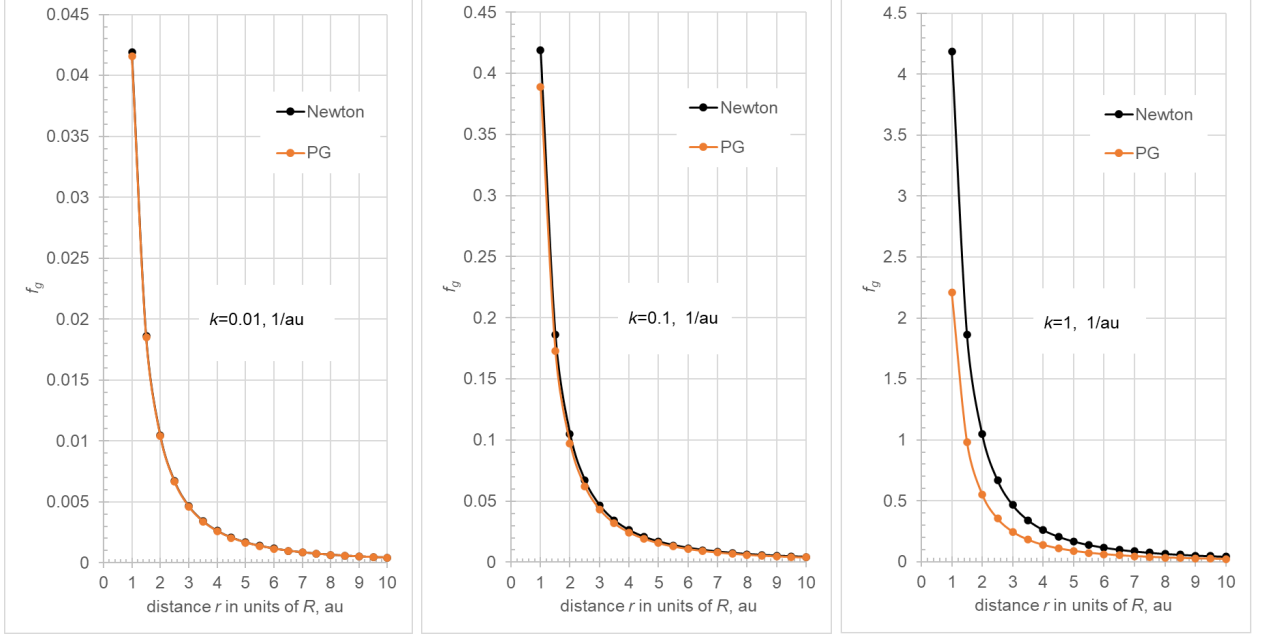 0.045
0.04
0.035
0.03
0.025
0.02
0.015
0.01
0.005
0
f_g
Newton
PG
k=0.01, 1/au
0 1 2 3 4 5 6 7 8 9 10
distance r in units of R, au
0.45
0.4
0.35
0.3
0.25
0.2
0.15
0.1
0.05
0
f_g
Newton
PG
k=0.1, 1/au
0 1 2 3 4 5 6 7 8 9 10
distance r in units of R, au
4.5
4
3.5
3
2.5
2
1.5
1
0.5
0
f_g
Newton
PG
k=1, 1/au
0 1 2 3 4 5 6 7 8 9 10
distance r in units of R, au